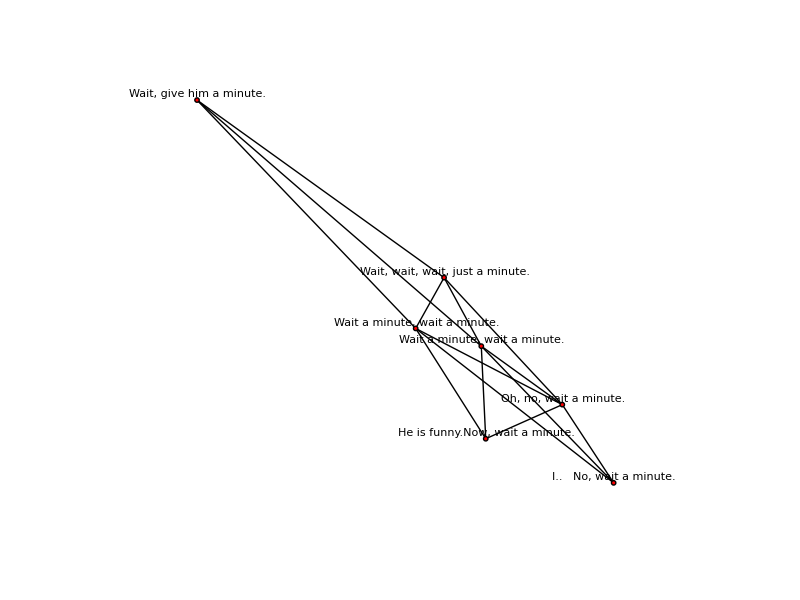 Wait, give him a minute.
Wait, wait, wait, just a minute.
Wait a minute, wait a minute.
Wait a minute, wait a minute.
Oh, no, wait a minute.
He is funny.Now, wait a minute.
I..   No, wait a minute.